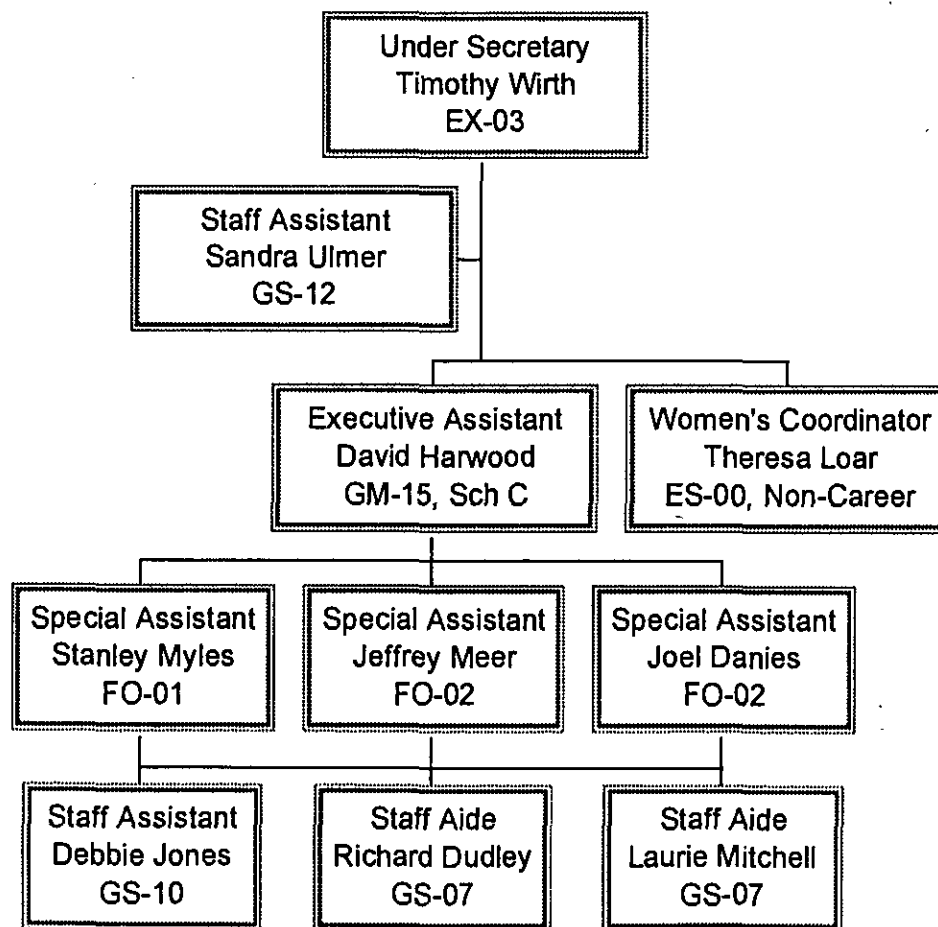 Under Secretary
Timothy Wirth
EX-03
Staff Assistant
Sandra Ulmer
GS-12
Executive Assistant
David Harwood
GM-15, Sch C
Women's Coordinator
Theresa Loar
ES-00, Non-Career
Special Assistant
Stanley Myles
FO-01
Special Assistant
Jeffrey Meer
FO-02
Special Assistant
Joel Danies
FO-02
Staff Assistant
Debbie Jones
GS-10
Staff Aide
Richard Dudley
GS-07
Staff Aide
Laurie Mitchell
GS-07